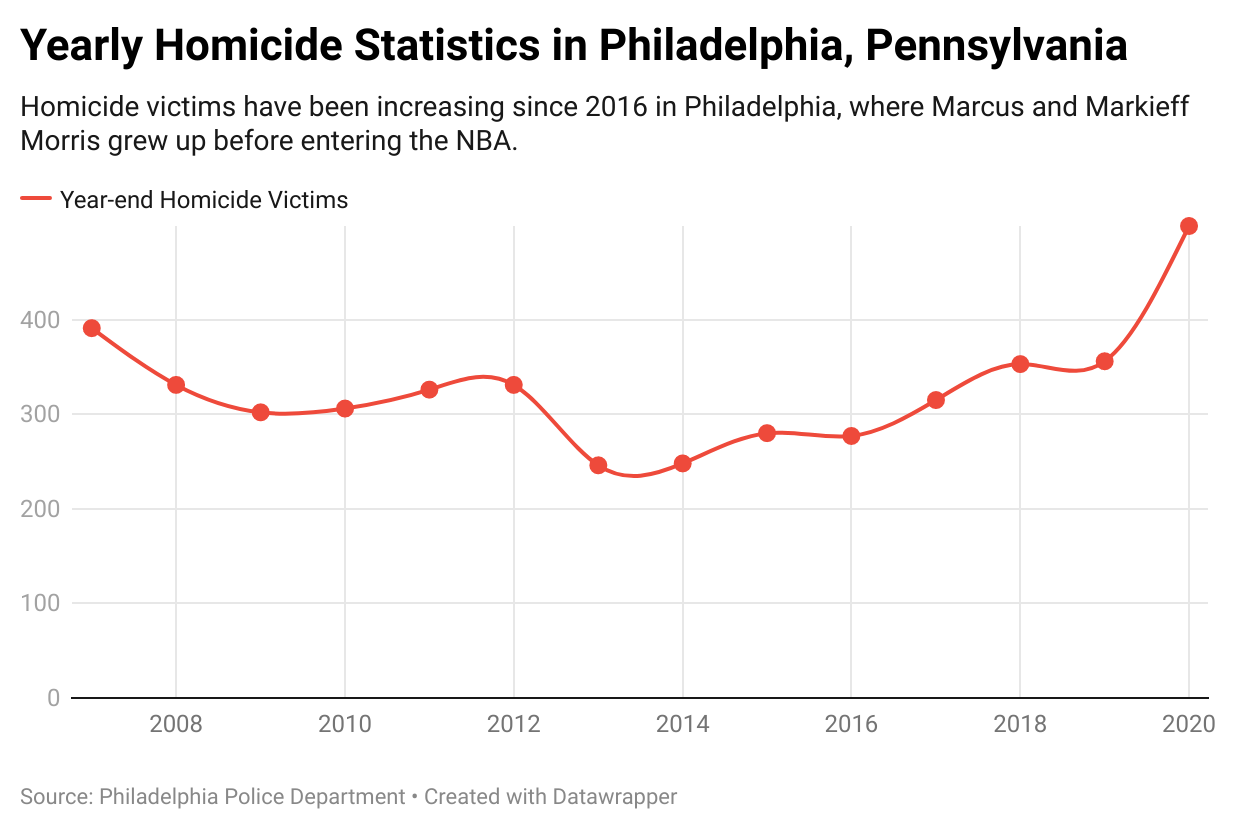 Yearly Homicide Statistics in Philadelphia, Pennsylvania
Homicide victims have been increasing since 2016 in Philadelphia, where Marcus and Markieff
Morris grew up before entering the NBA.
Year-end Homicide Victims
400
300
200
100
0
2008 2010 2012 2014 2016 2018 2020
Source: Philadelphia Police Department • Created with Datawrapper